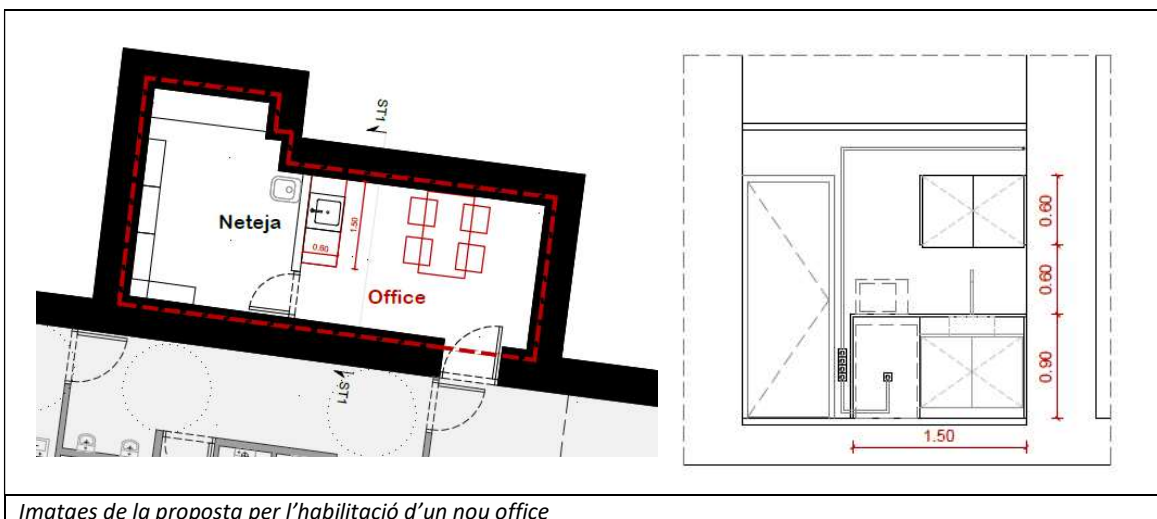 ST1
Neteja
1.50
0.60
Office
ST1
0.60
0.60
0.90
1.50
Imatges de la proposta per l'habilitació d'un nou office